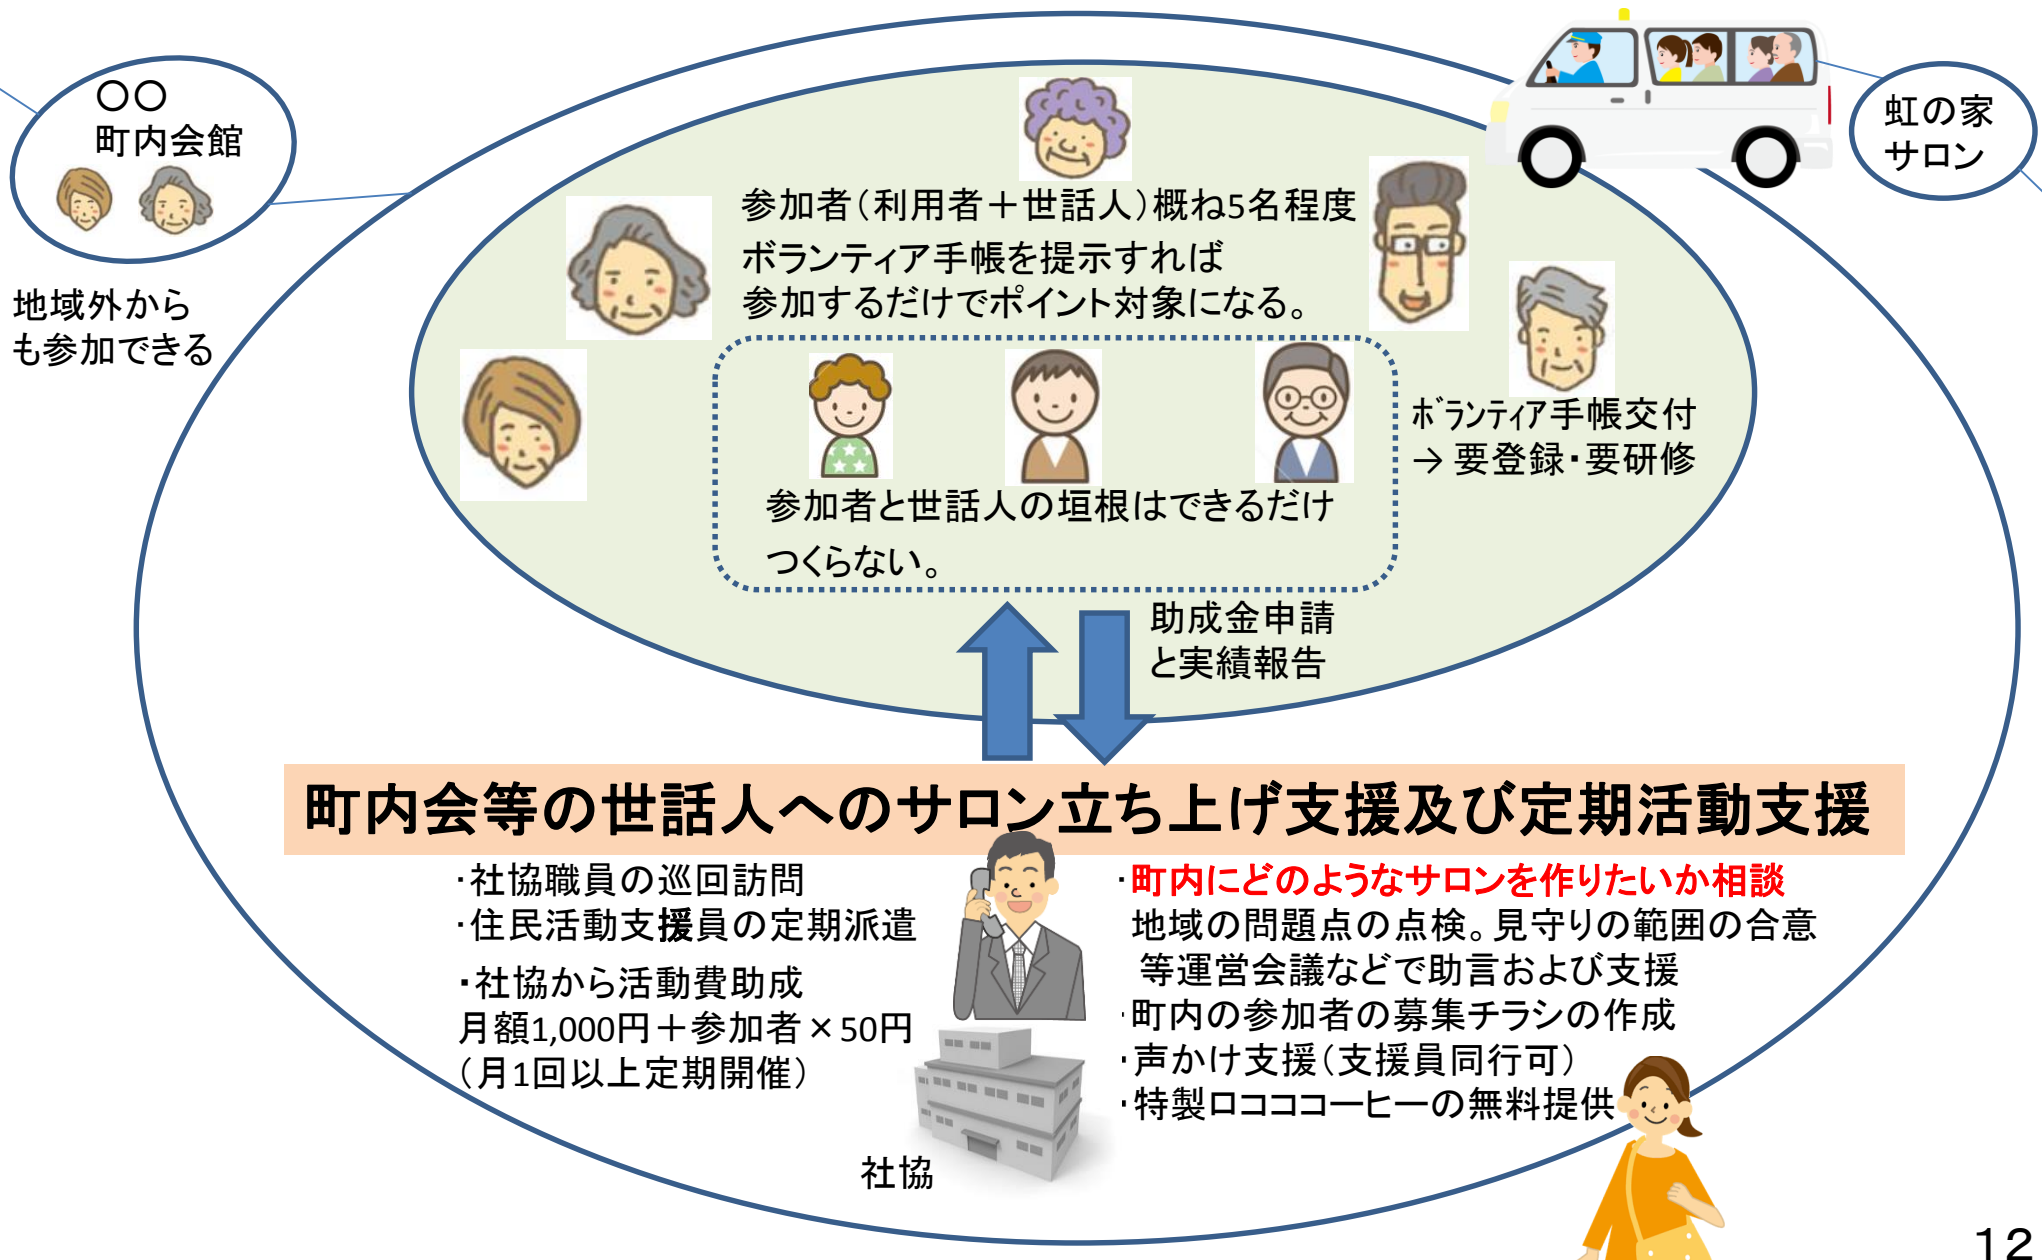 〇〇
町内会館
地域外から
も参加できる
虹の家
サロン
参加者（利用者＋世話人）概ね5名程度
ボランティア手帳を提示すれば
参加するだけでポイント対象になる。
参加者と世話人の垣根はできるだけ
つくらない。
ﾎﾞﾗﾝﾃｨｱ手帳交付
→ 要登録・要研修
助成金申請
と実績報告
町内会等の世話人へのサロン立ち上げ支援及び定期活動支援
・社協職員の巡回訪問
・住民活動支援員の定期派遣
・社協から活動費助成
月額1,000円＋参加者×50円
（月1回以上定期開催）
社協
・町内にどのようなサロンを作りたいか相談
地域の問題点の点検。見守りの範囲の合意
等運営会議などで助言および支援
・町内の参加者の募集チラシの作成
・声かけ支援（支援員同行可）
・特製ロコココーヒーの無料提供
12